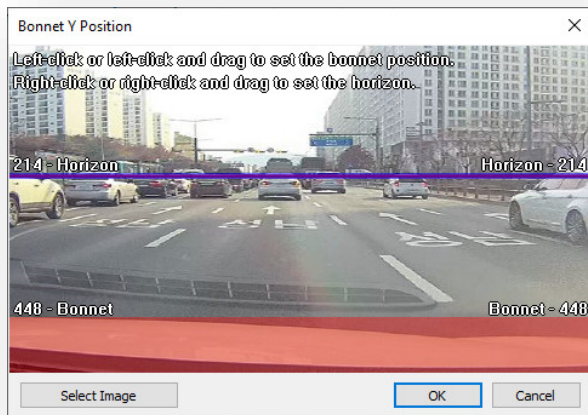 Bonnet Y Position
Left-click or left-click and drag to set the bonnet position.
Right-click or right-click and drag to set the horizon.
214 - Horizon
Horizon - 214
448 - Bonnet
Bonnet - 448
Select Image
OK
Cancel